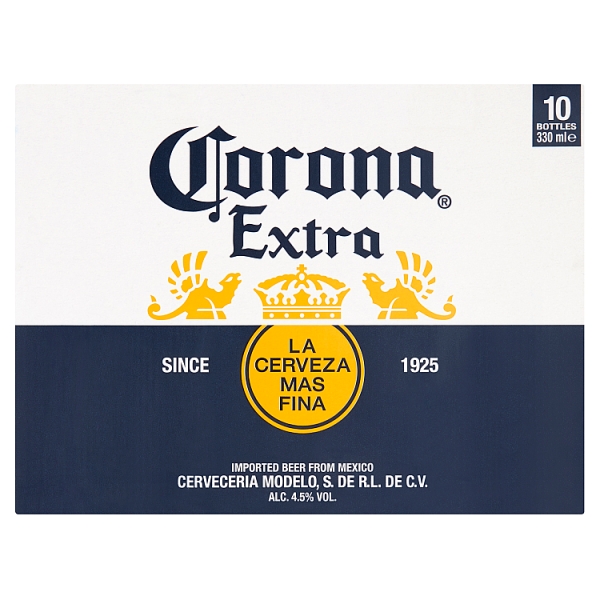 10
BOTTLES
330 ml℮
Corona®
Extra
SINCE
LA
CERVEZA
MAS
FINA
1925
IMPORTED BEER FROM MEXICO
CERVECERIA MODELO, S. DE R.L. DE C.V.
ALC. 4.5% VOL.